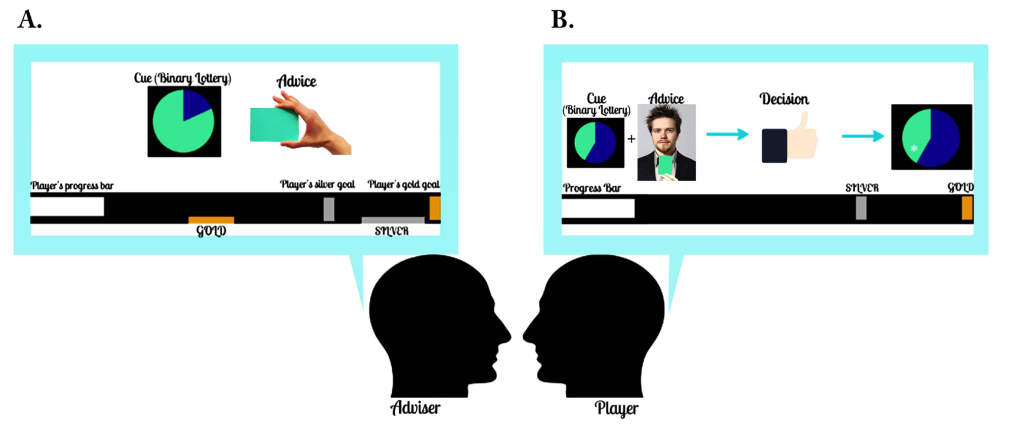 A.
Cue (Binary Lottery)
Advice
Player's progress bar
Player's silver goal
Player's gold goal
GOLD
SILVER
B.
Cue
(Binary Lottery)
+
Advice
Decision
*
Progress Bar
SILVER
GOLD
Adviser
Player